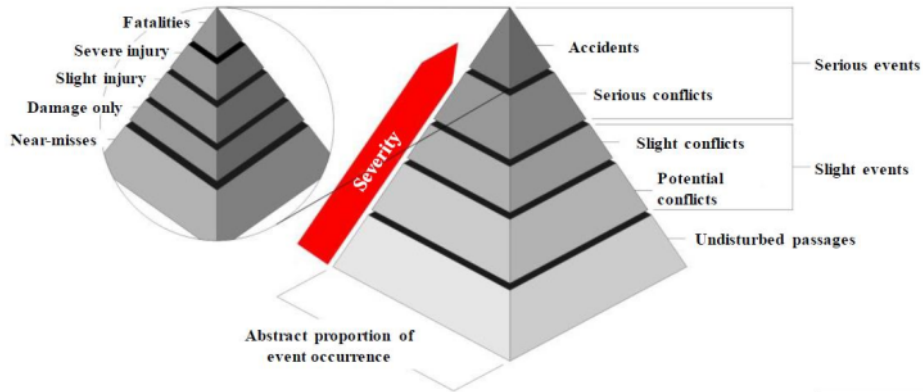 Fatalities
Severe injury
Slight injury
Damage only
Near-misses
Severity
Accidents
Serious conflicts
Slight conflicts
Potential
conflicts
Undisturbed passages
Serious events
Slight events
Abstract proportion of
event occurrence